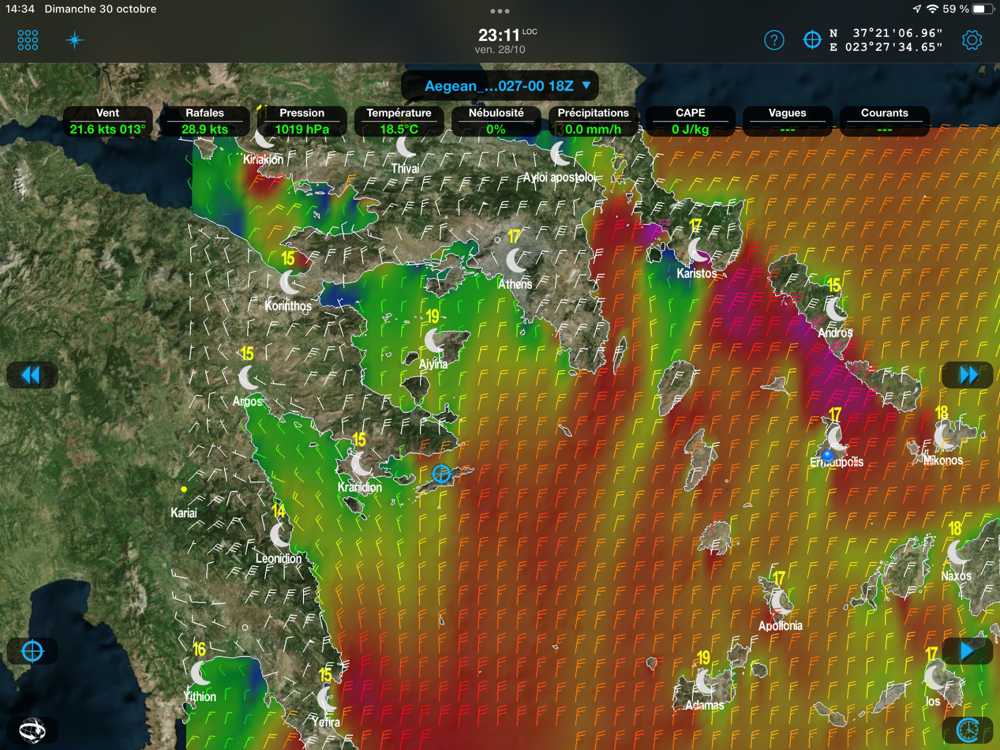 14:34 Dimanche 30 octobre
59 %
23:11 LOC
ven. 28/10
N 37°21'06.96"
E 023°27'34.65"
Aegean_...027-00 18Z ▼
Vent
21.6 kts 013°
Rafales
28.9 kts
Pression
1019 hPa
Température
18.5°C
Nébulosité
0%
Précipitations
0.0 mm/h
CAPE
0 J/kg
Vagues
---
Courants
---
11
13
Kiriakion
Thivai
Ayioi apostoloi
17
Athens
17
Karistos
15
Korinthos
15
Andros
19
Aiyina
15
Argos
17
Ermoupolis
18
Mikonos
15
Kranidion
Kariai
14
Leonidion
18
Naxos
17
Apollonia
16
Yithion
15
Yefira
19
Adamas
17
Ios